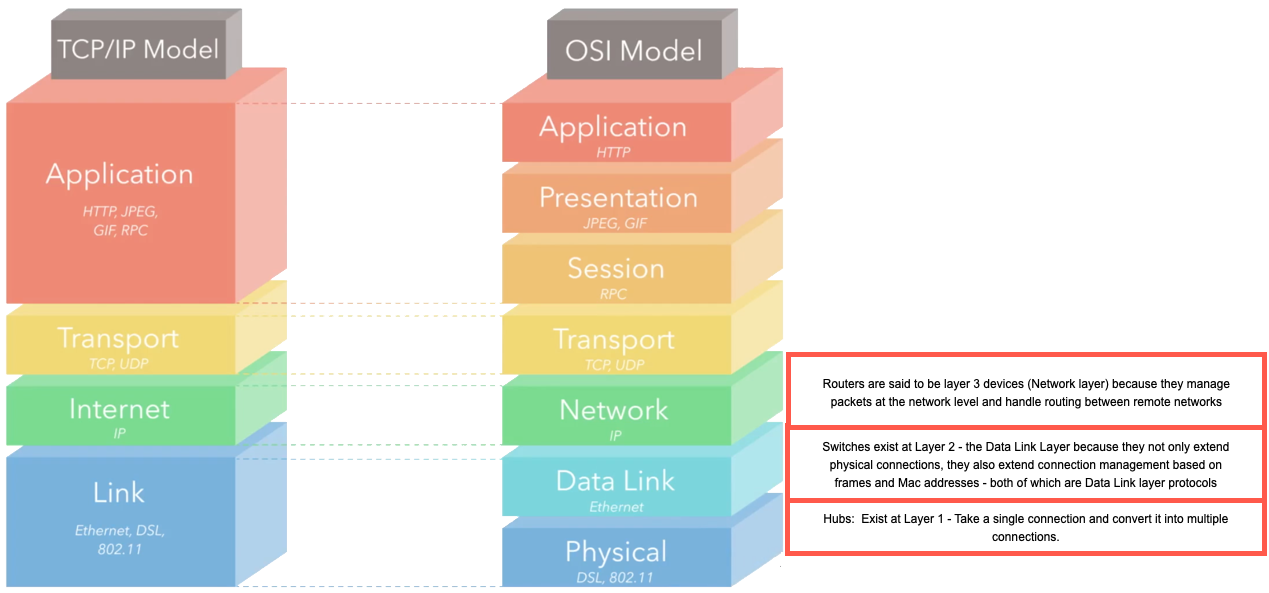 TCP/IP Model
Application
HTTP, JPEG,
GIF, RPC
Transport
TCP, UDP
Internet
IP
Link
Ethernet, DSL,
802.11
OSI Model
Application
HTTP
Presentation
JPEG, GIF
Session
RPC
Transport
TCP, UDP
Network
IP
Data Link
Ethernet
Physical
DSL, 802.11
Routers are said to be layer 3 devices (Network layer) because they manage
packets at the network level and handle routing between remote networks
Switches exist at Layer 2 - the Data Link Layer because they not only extend
physical connections, they also extend connection management based on
frames and Mac addresses - both of which are Data Link layer protocols
Hubs:  Exist at Layer 1 - Take a single connection and convert it into multiple
connections.